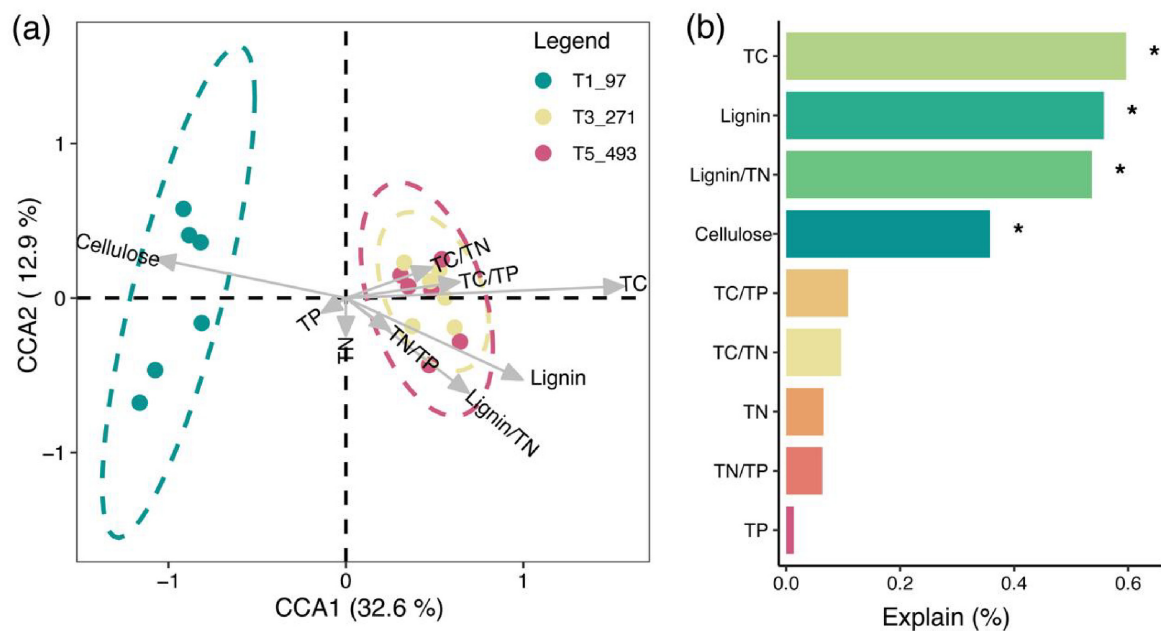 (a)
Legend
T1_97
T3_271
T5_493
CCA2 ( 12.9 %)
1
0
−1
Cellulose
TC/TN
TC/TP
TC
TP
TN
TN/TP
Lignin
Lignin/TN
−1
0
1
CCA1 (32.6 %)
(b)
TC
*
Lignin
*
Lignin/TN
*
Cellulose
*
TC/TP
TC/TN
TN
TN/TP
TP
0.0
0.2
0.4
0.6
Explain (%)